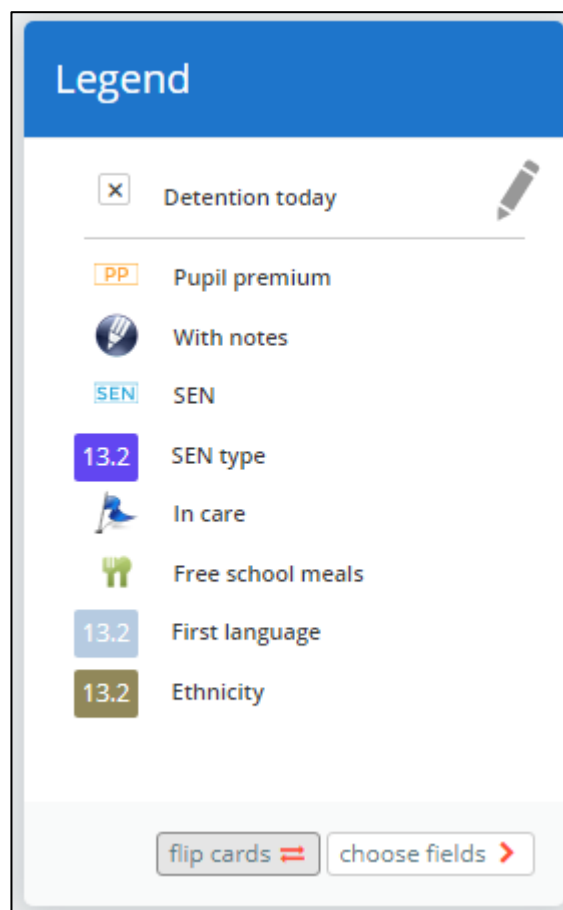 Legend
Detention today
PP Pupil premium
With notes
SEN SEN
13.2 SEN type
In care
Free school meals
13.2 First language
13.2 Ethnicity
flip cards choose fields